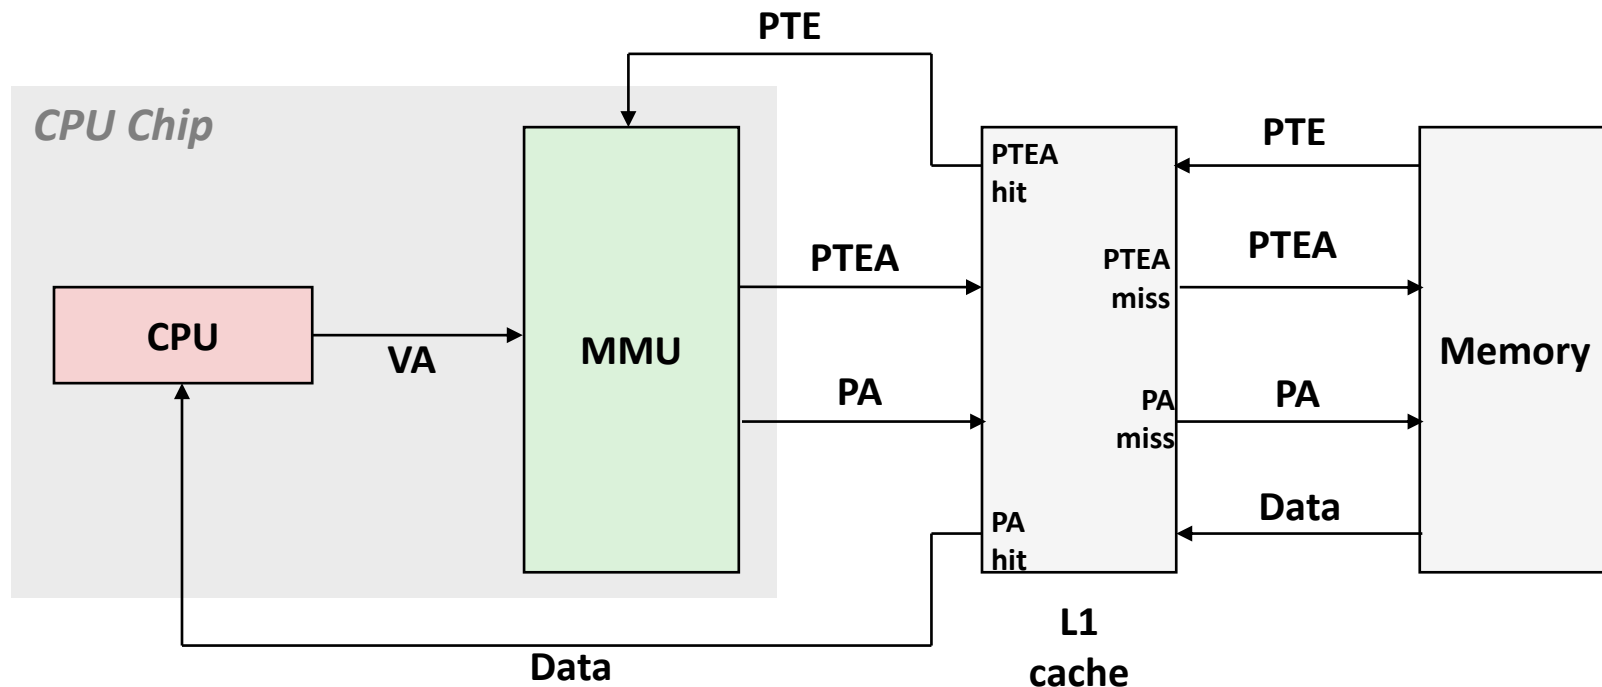 PTE
CPU Chip
PTEA
hit
PTE
PTEA
PTEA
miss
PTEA
CPU
VA
MMU
Memory
PA
PA
miss
PA
PA
hit
Data
L1
cache
Data